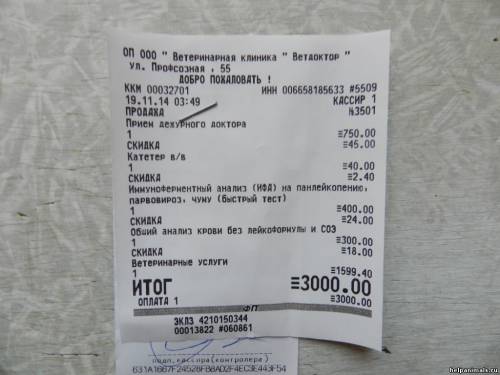 ОП ООО " Ветеринарная клиника " Ветдоктор "
ул. Профсозная , 55
ДОБРО ПОЖАЛОВАТЬ !
ККМ 00032701 ИНН 006658185633 #5509
19.11.14 03:49 КАССИР 1
ПРОДАЖА №3501
Прием дежурного доктора
1 ≡750.00
СКИДКА ≡45.00
Катетер в/в
1 ≡40.00
СКИДКА ≡2.40
Иммуноферментный анализ (ИФА) на панлейкопению,
парвовироз, чуму (быстрый тест)
1 ≡400.00
СКИДКА ≡24.00
Общий анализ крови без лейкоформулы и СОЭ
1 ≡300.00
СКИДКА ≡18.00
Ветеринарные услуги
1 ≡1599.40
ИТОГ ≡3000.00
ОПЛАТА 1 ≡3000.00
ФП
ЭКЛЗ 4210150344
00013822 #060861
подп.кассира(контролера)
helpanimals.ru